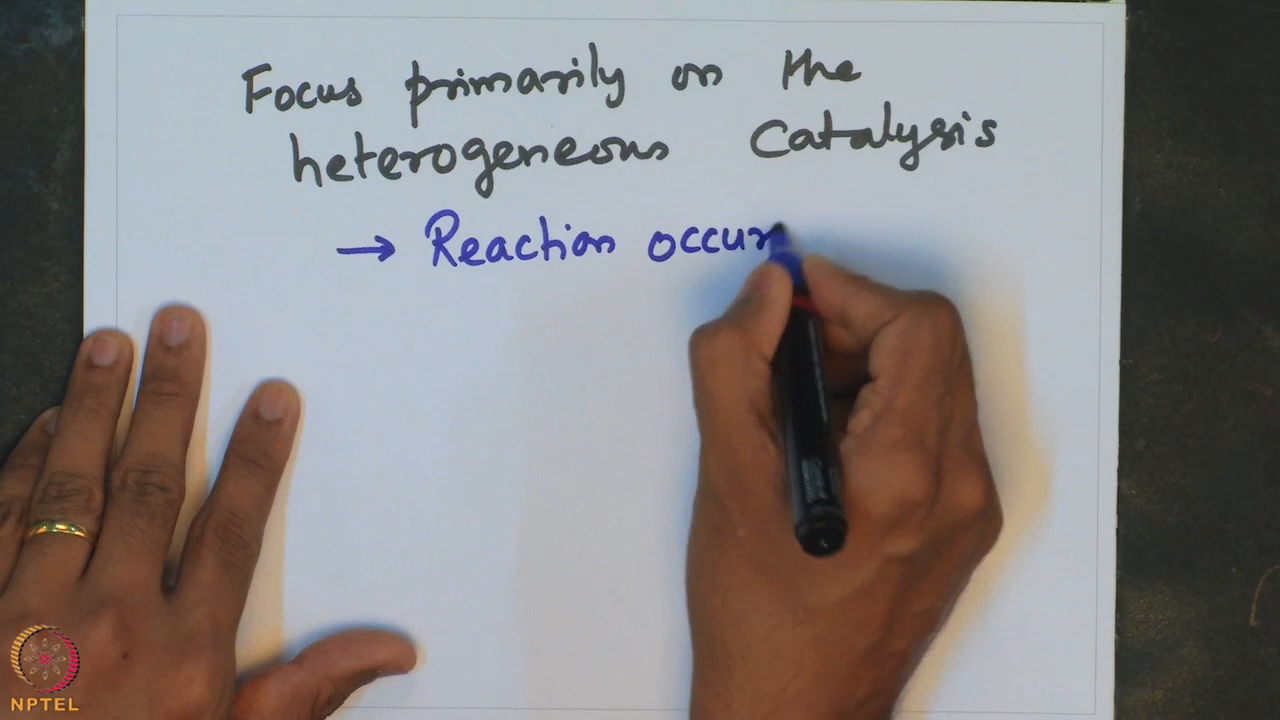 Focus primarily on the
heterogeneous Catalysis
→ Reaction occur
NPTEL